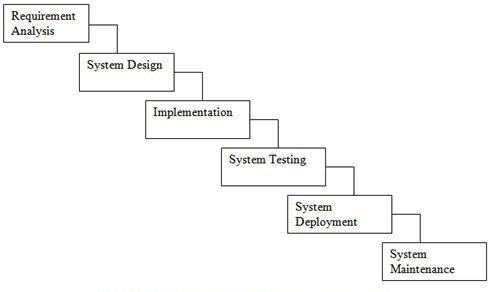 Requirement
Analysis
System Design
Implementation
System Testing
System
Deployment
System
Maintenance